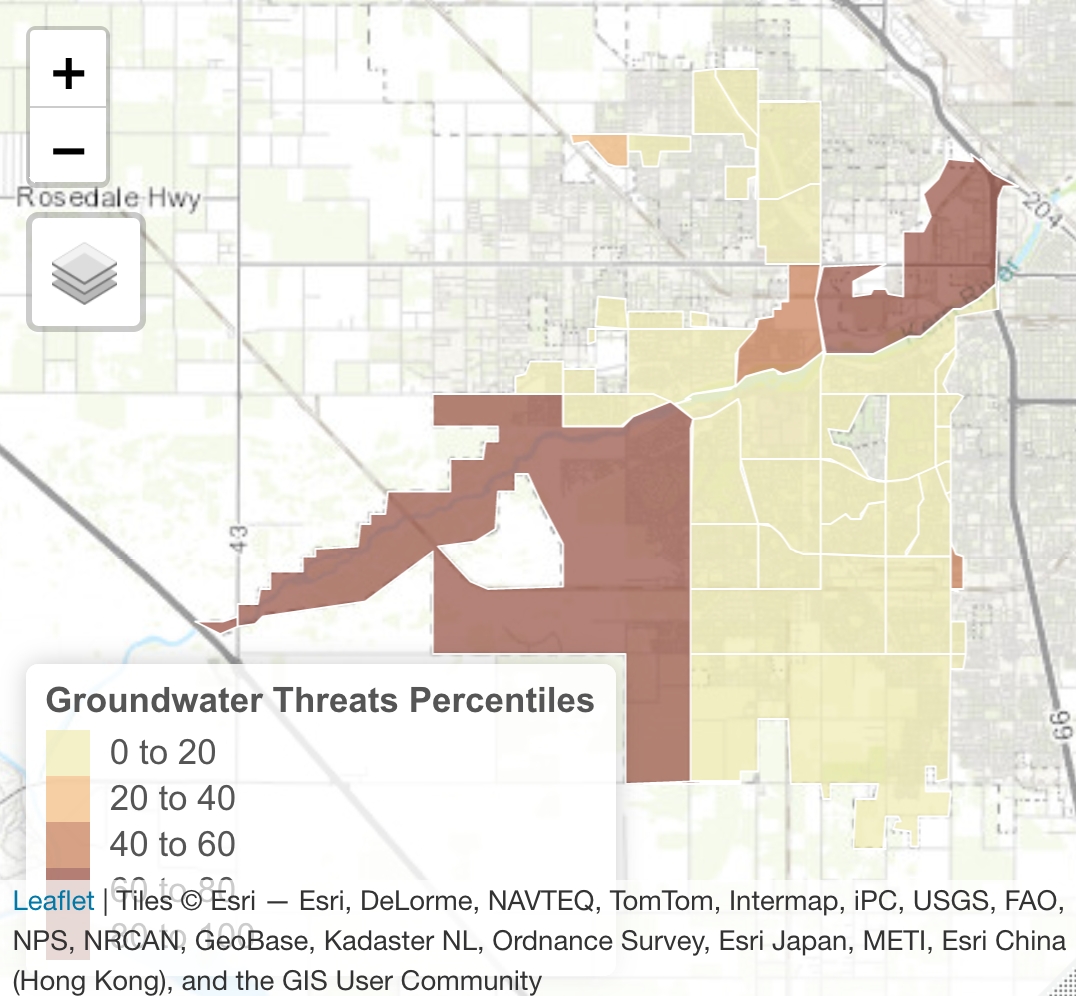 +
−
Rosedale Hwy
204
Kern River
43
99
Groundwater Threats Percentiles
0 to 20
20 to 40
40 to 60
60 to 80
80 to 100
Leaflet | Tiles © Esri — Esri, DeLorme, NAVTEQ, TomTom, Intermap, iPC, USGS, FAO,
NPS, NRCAN, GeoBase, Kadaster NL, Ordnance Survey, Esri Japan, METI, Esri China
(Hong Kong), and the GIS User Community